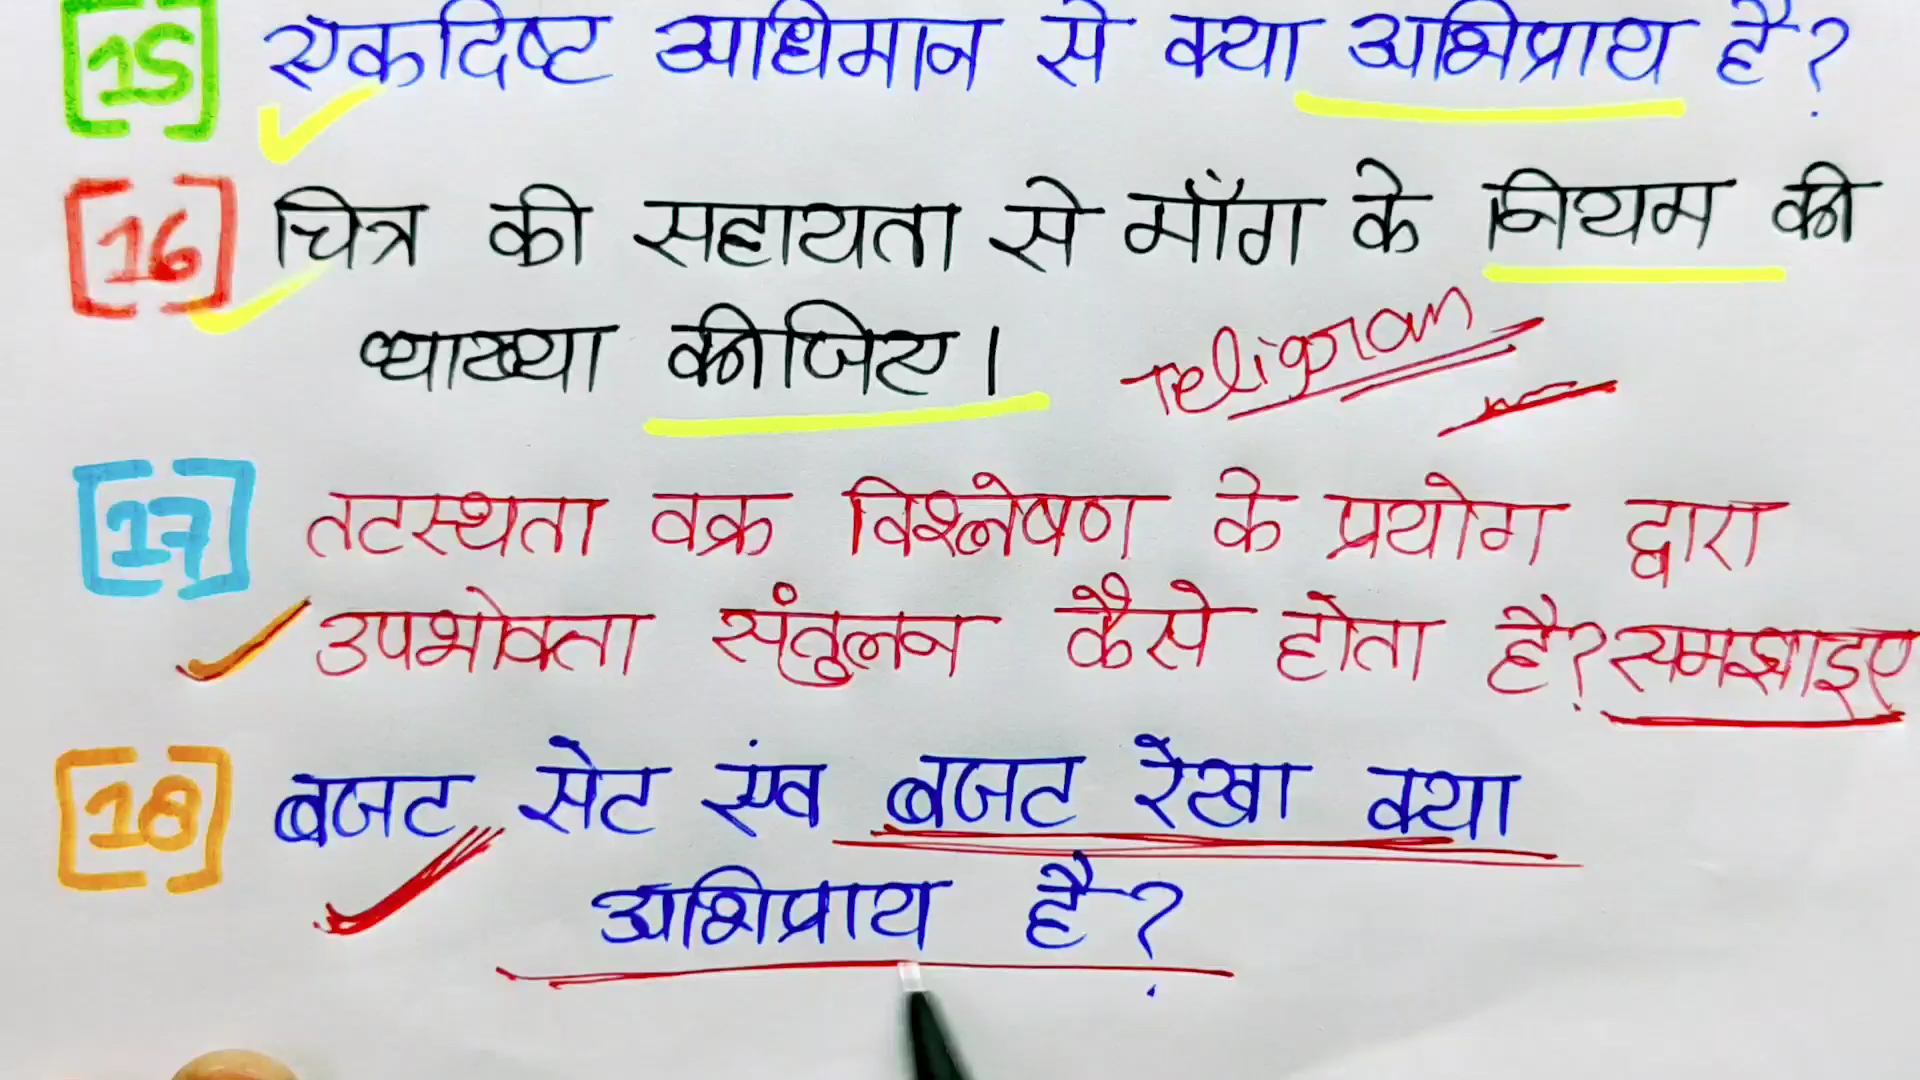 [15] एकदिष्ट अधिमान से क्या अभिप्राय है?
[16] चित्र की सहायता से माँग के नियम की
व्याख्या कीजिए।
Teligram
[17] तटस्थता वक्र विश्लेषण के प्रयोग द्वारा
उपभोक्ता संतुलन कैसे होता है? समझाइए
[18] बजट सेट एंव बजट रेखा क्या
अभिप्राय है?